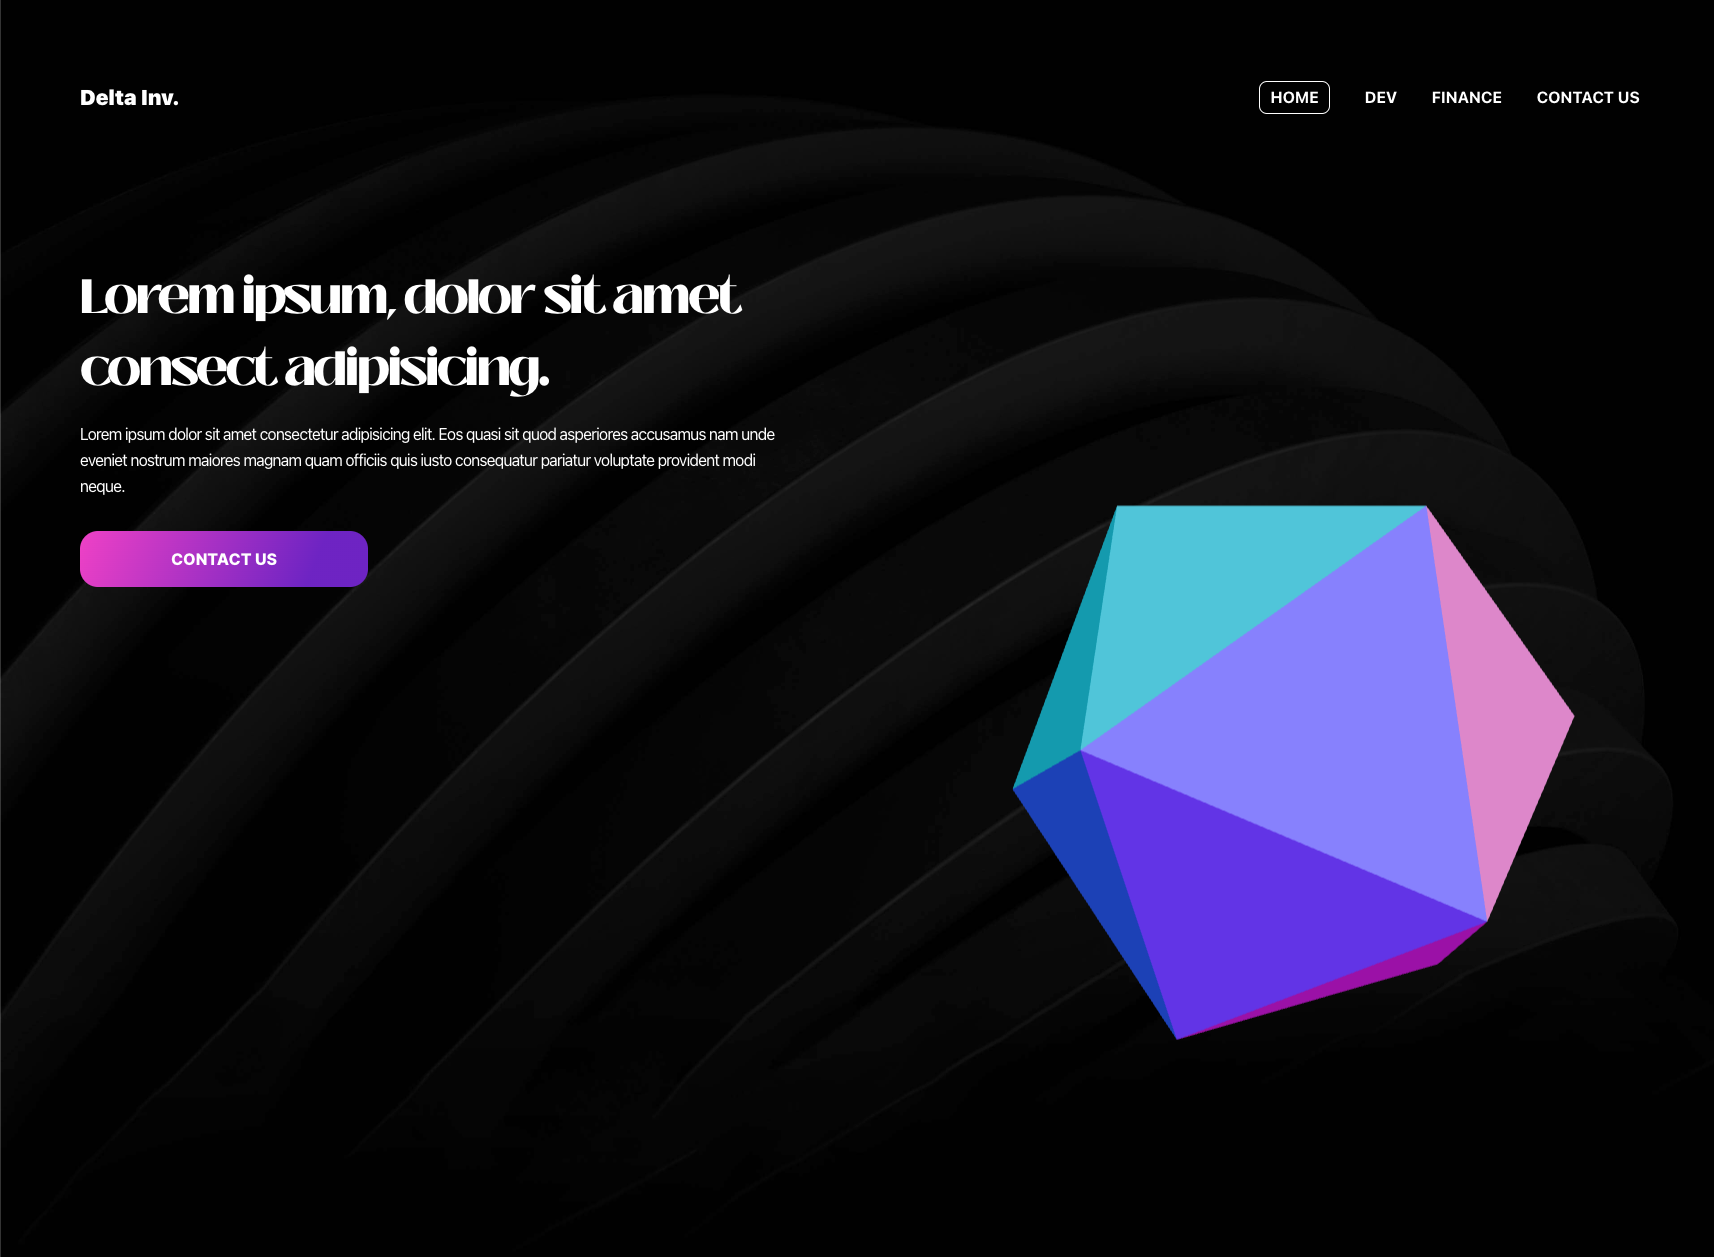 Delta Inv.
HOME DEV FINANCE CONTACT US
Lorem ipsum, dolor sit amet
consect adipisicing.
Lorem ipsum dolor sit amet consectetur adipisicing elit. Eos quasi sit quod asperiores accusamus nam unde
eveniet nostrum maiores magnam quam officiis quis iusto consequatur pariatur voluptate provident modi
neque.
CONTACT US